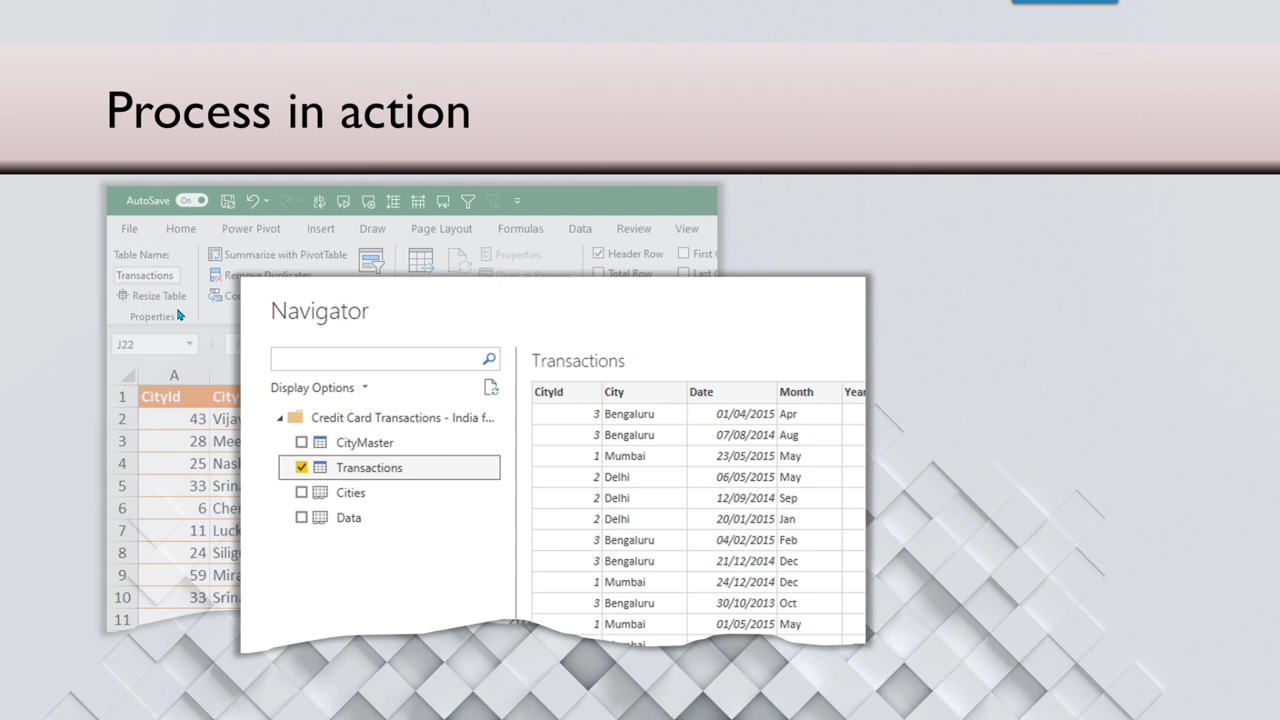 Process in action
AutoSave On
File Home Power Pivot Insert Draw Page Layout Formulas Data Review View
Table Name: Summarize with PivotTable Properties Header Row First
Transactions Remove Duplicates Total Row Last
Resize Table
Properties
J22
A
1 CityId
2 43
3 28
4 25
5 33
6 6
7 11
8 24
9 59
10 33
11
Navigator
Display Options
Credit Card Transactions - India f...
CityMaster
Transactions
Cities
Data
Transactions
CityId City Date Month
3 Bengaluru 01/04/2015 Apr
3 Bengaluru 07/08/2014 Aug
1 Mumbai 23/05/2015 May
2 Delhi 06/05/2015 May
2 Delhi 12/09/2014 Sep
2 Delhi 20/01/2015 Jan
3 Bengaluru 04/02/2015 Feb
3 Bengaluru 21/12/2014 Dec
1 Mumbai 24/12/2014 Dec
3 Bengaluru 30/10/2013 Oct
1 Mumbai 01/05/2015 May